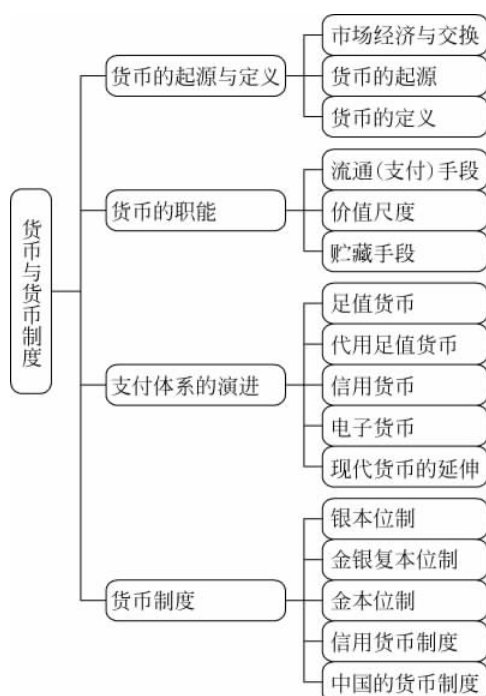 货币与货币制度
货币的起源与定义
市场经济与交换
货币的起源
货币的定义
货币的职能
流通(支付)手段
价值尺度
贮藏手段
支付体系的演进
足值货币
代用足值货币
信用货币
电子货币
现代货币的延伸
货币制度
银本位制
金银复本位制
金本位制
信用货币制度
中国的货币制度